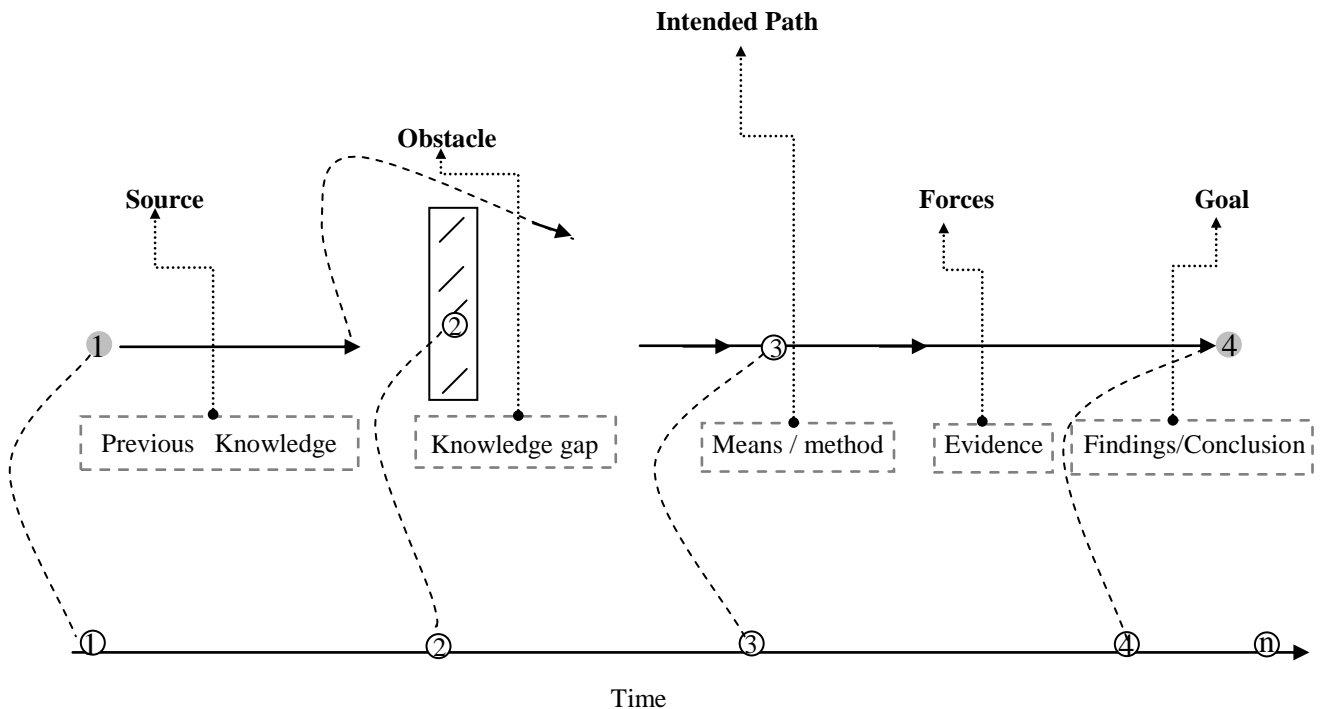 Intended Path
Obstacle
Source
Forces
Goal
2
1
3
4
Previous Knowledge
Knowledge gap
Means / method
Evidence
Findings/Conclusion
1
2
3
4
n
Time